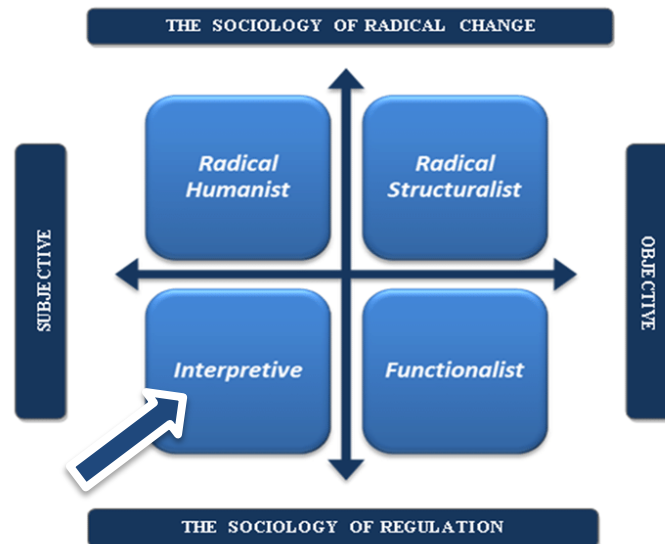 THE SOCIOLOGY OF RADICAL CHANGE
Radical
Humanist
Radical
Structuralist
SUBJECTIVE
OBJECTIVE
Interpretive
Functionalist
THE SOCIOLOGY OF REGULATION